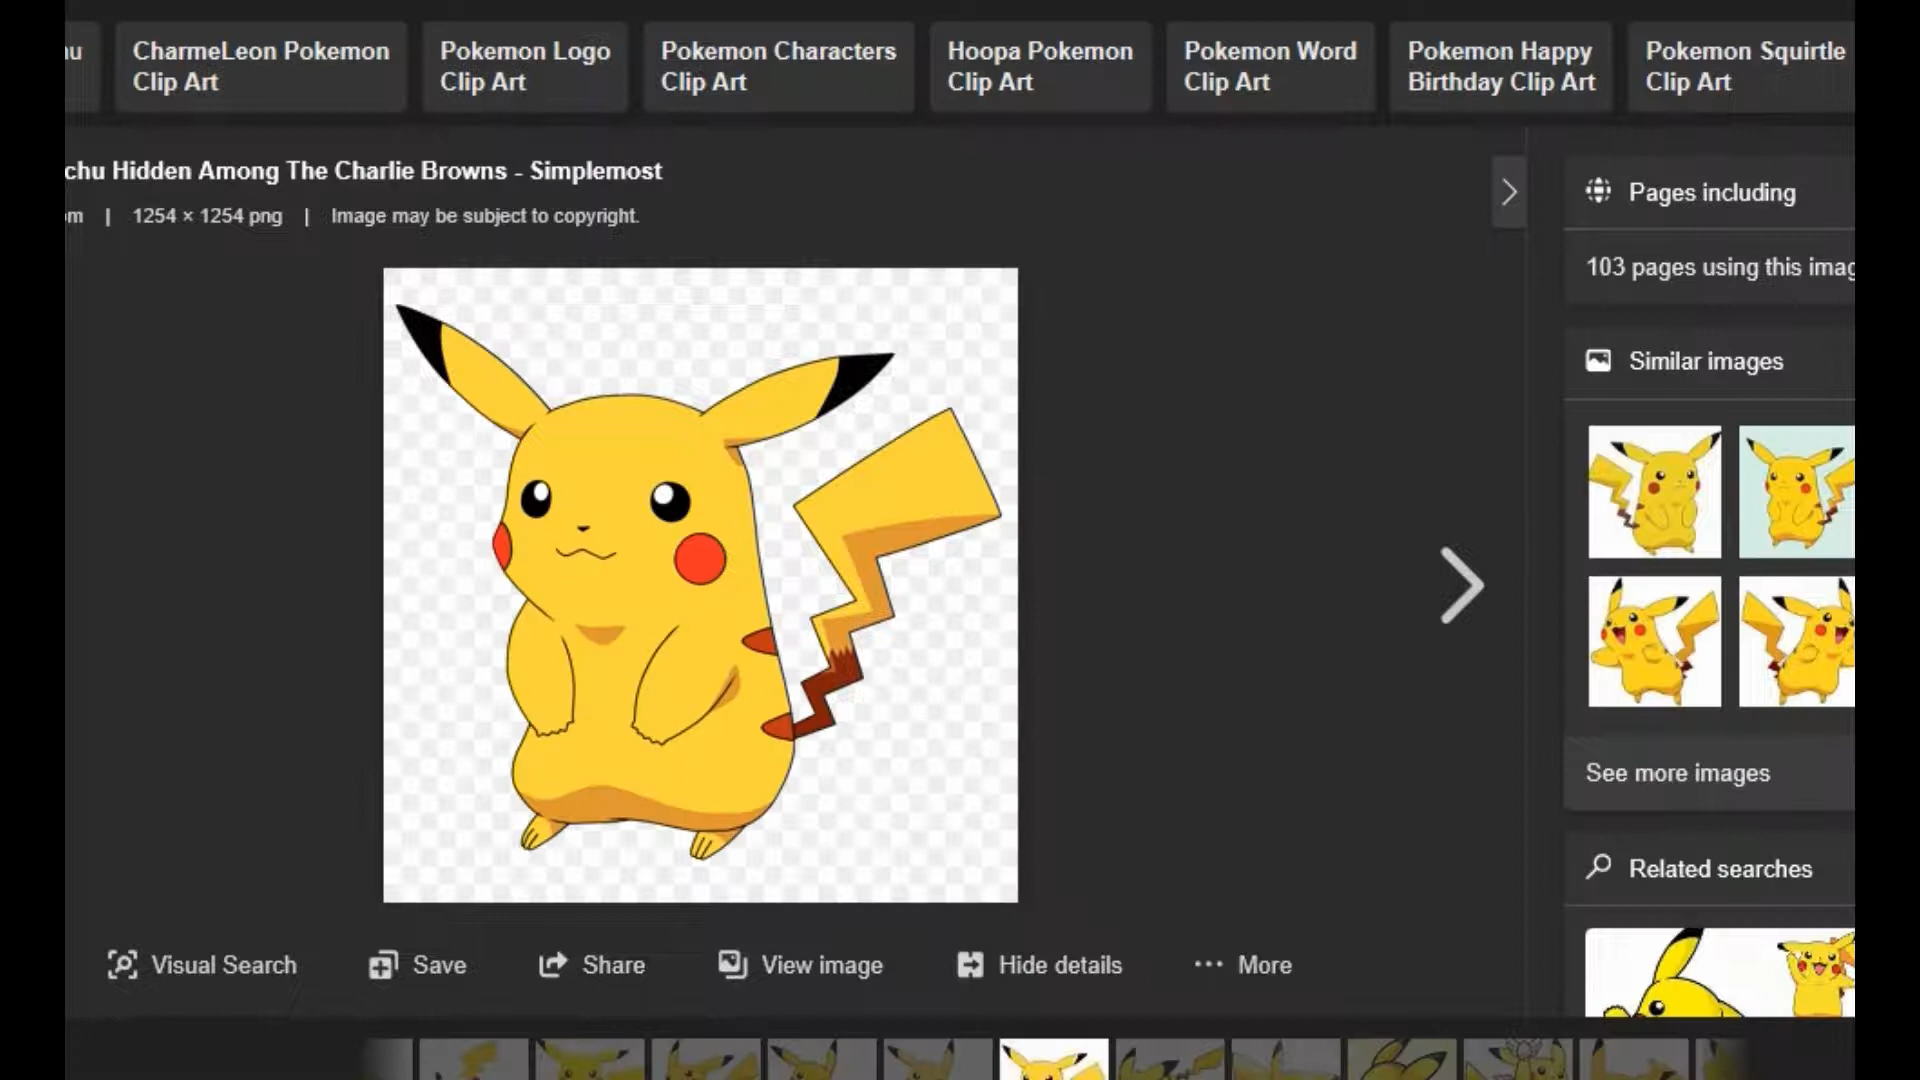 CharmeLeon Pokemon
Clip Art
Pokemon Logo
Clip Art
Pokemon Characters
Clip Art
Hoopa Pokemon
Clip Art
Pokemon Word
Clip Art
Pokemon Happy
Birthday Clip Art
Pokemon Squirtle
Clip Art
chu Hidden Among The Charlie Browns - Simplemost
om | 1254 × 1254 png | Image may be subject to copyright.
Pages including
103 pages using this imag
Similar images
See more images
Related searches
Visual Search
Save
Share
View image
Hide details
More